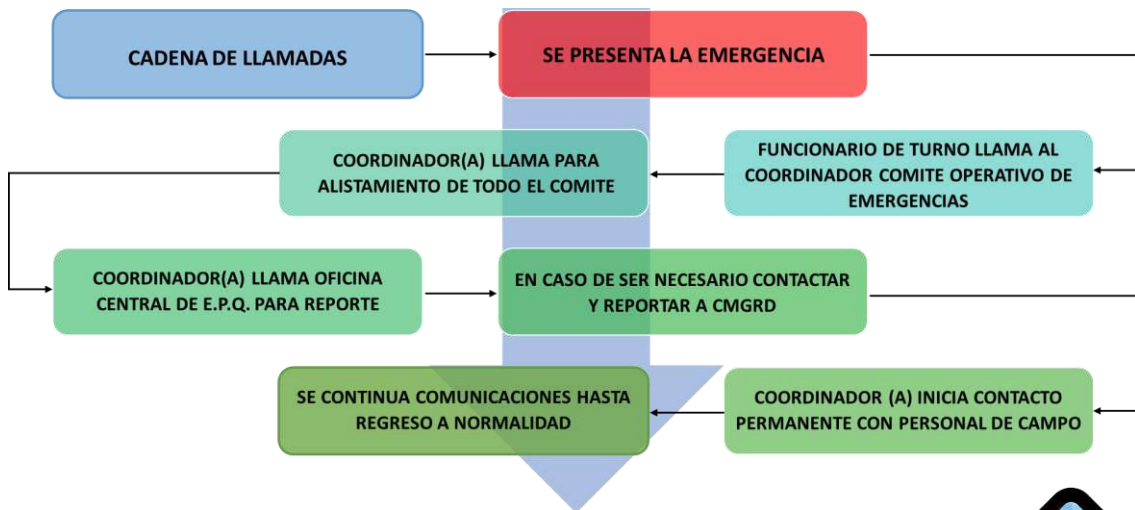 CADENA DE LLAMADAS
SE PRESENTA LA EMERGENCIA
FUNCIONARIO DE TURNO LLAMA AL
COORDINADOR COMITE OPERATIVO DE
EMERGENCIAS
COORDINADOR(A) LLAMA PARA
ALISTAMIENTO DE TODO EL COMITE
COORDINADOR(A) LLAMA OFICINA
CENTRAL DE E.P.Q. PARA REPORTE
EN CASO DE SER NECESARIO CONTACTAR
Y REPORTAR A CMGRD
COORDINADOR (A) INICIA CONTACTO
PERMANENTE CON PERSONAL DE CAMPO
SE CONTINUA COMUNICACIONES HASTA
REGRESO A NORMALIDAD